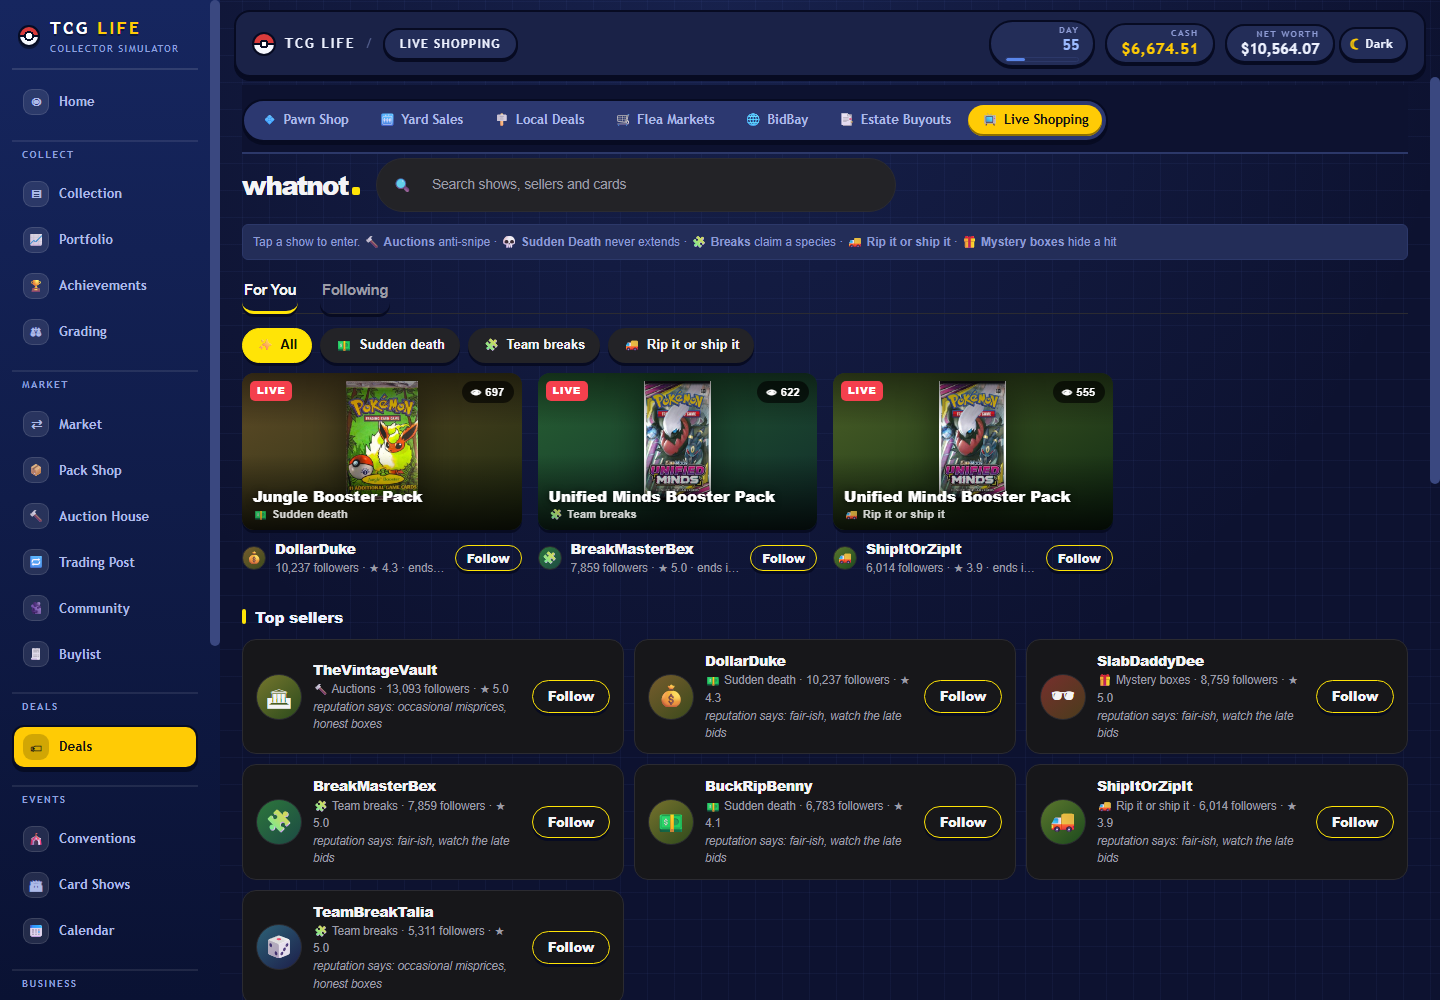 TCG LIFE
COLLECTOR SIMULATOR
Home
COLLECT
Collection
Portfolio
Achievements
Grading
MARKET
Market
Pack Shop
Auction House
Trading Post
Community
Buylist
DEALS
Deals
EVENTS
Conventions
Card Shows
Calendar
BUSINESS
TCG LIFE / LIVE SHOPPING
DAY
55
CASH
$6,674.51
NET WORTH
$10,564.07
Dark
Pawn Shop
Yard Sales
Local Deals
Flea Markets
BidBay
Estate Buyouts
Live Shopping
whatnot.
Search shows, sellers and cards
Tap a show to enter. Auctions anti-snipe · Sudden Death never extends · Breaks claim a species · Rip it or ship it · Mystery boxes hide a hit
For You
Following
All
Sudden death
Team breaks
Rip it or ship it
LIVE
697
Pokémon
Jungle Booster Pack
Sudden death
DollarDuke
10,237 followers · ★ 4.3 · ends...
Follow
LIVE
622
Pokémon
UNIFIED
MINDS
Unified Minds Booster Pack
Team breaks
BreakMasterBex
7,859 followers · ★ 5.0 · ends i...
Follow
LIVE
555
Pokémon
UNIFIED
MINDS
Unified Minds Booster Pack
Rip it or ship it
ShipItOrZipIt
6,014 followers · ★ 3.9 · ends i...
Follow
Top sellers
TheVintageVault
Auctions · 13,093 followers · ★ 5.0
reputation says: occasional misprices,
honest boxes
Follow
DollarDuke
Sudden death · 10,237 followers · ★
4.3
reputation says: fair-ish, watch the late
bids
Follow
SlabDaddyDee
Mystery boxes · 8,759 followers · ★
5.0
reputation says: fair-ish, watch the late
bids
Follow
BreakMasterBex
Team breaks · 7,859 followers · ★
5.0
reputation says: fair-ish, watch the late
bids
Follow
BuckRipBenny
Sudden death · 6,783 followers · ★
4.1
reputation says: fair-ish, watch the late
bids
Follow
ShipItOrZipIt
Rip it or ship it · 6,014 followers · ★
3.9
reputation says: fair-ish, watch the late
bids
Follow
TeamBreakTalia
Team breaks · 5,311 followers · ★
5.0
reputation says: occasional misprices,
honest boxes
Follow